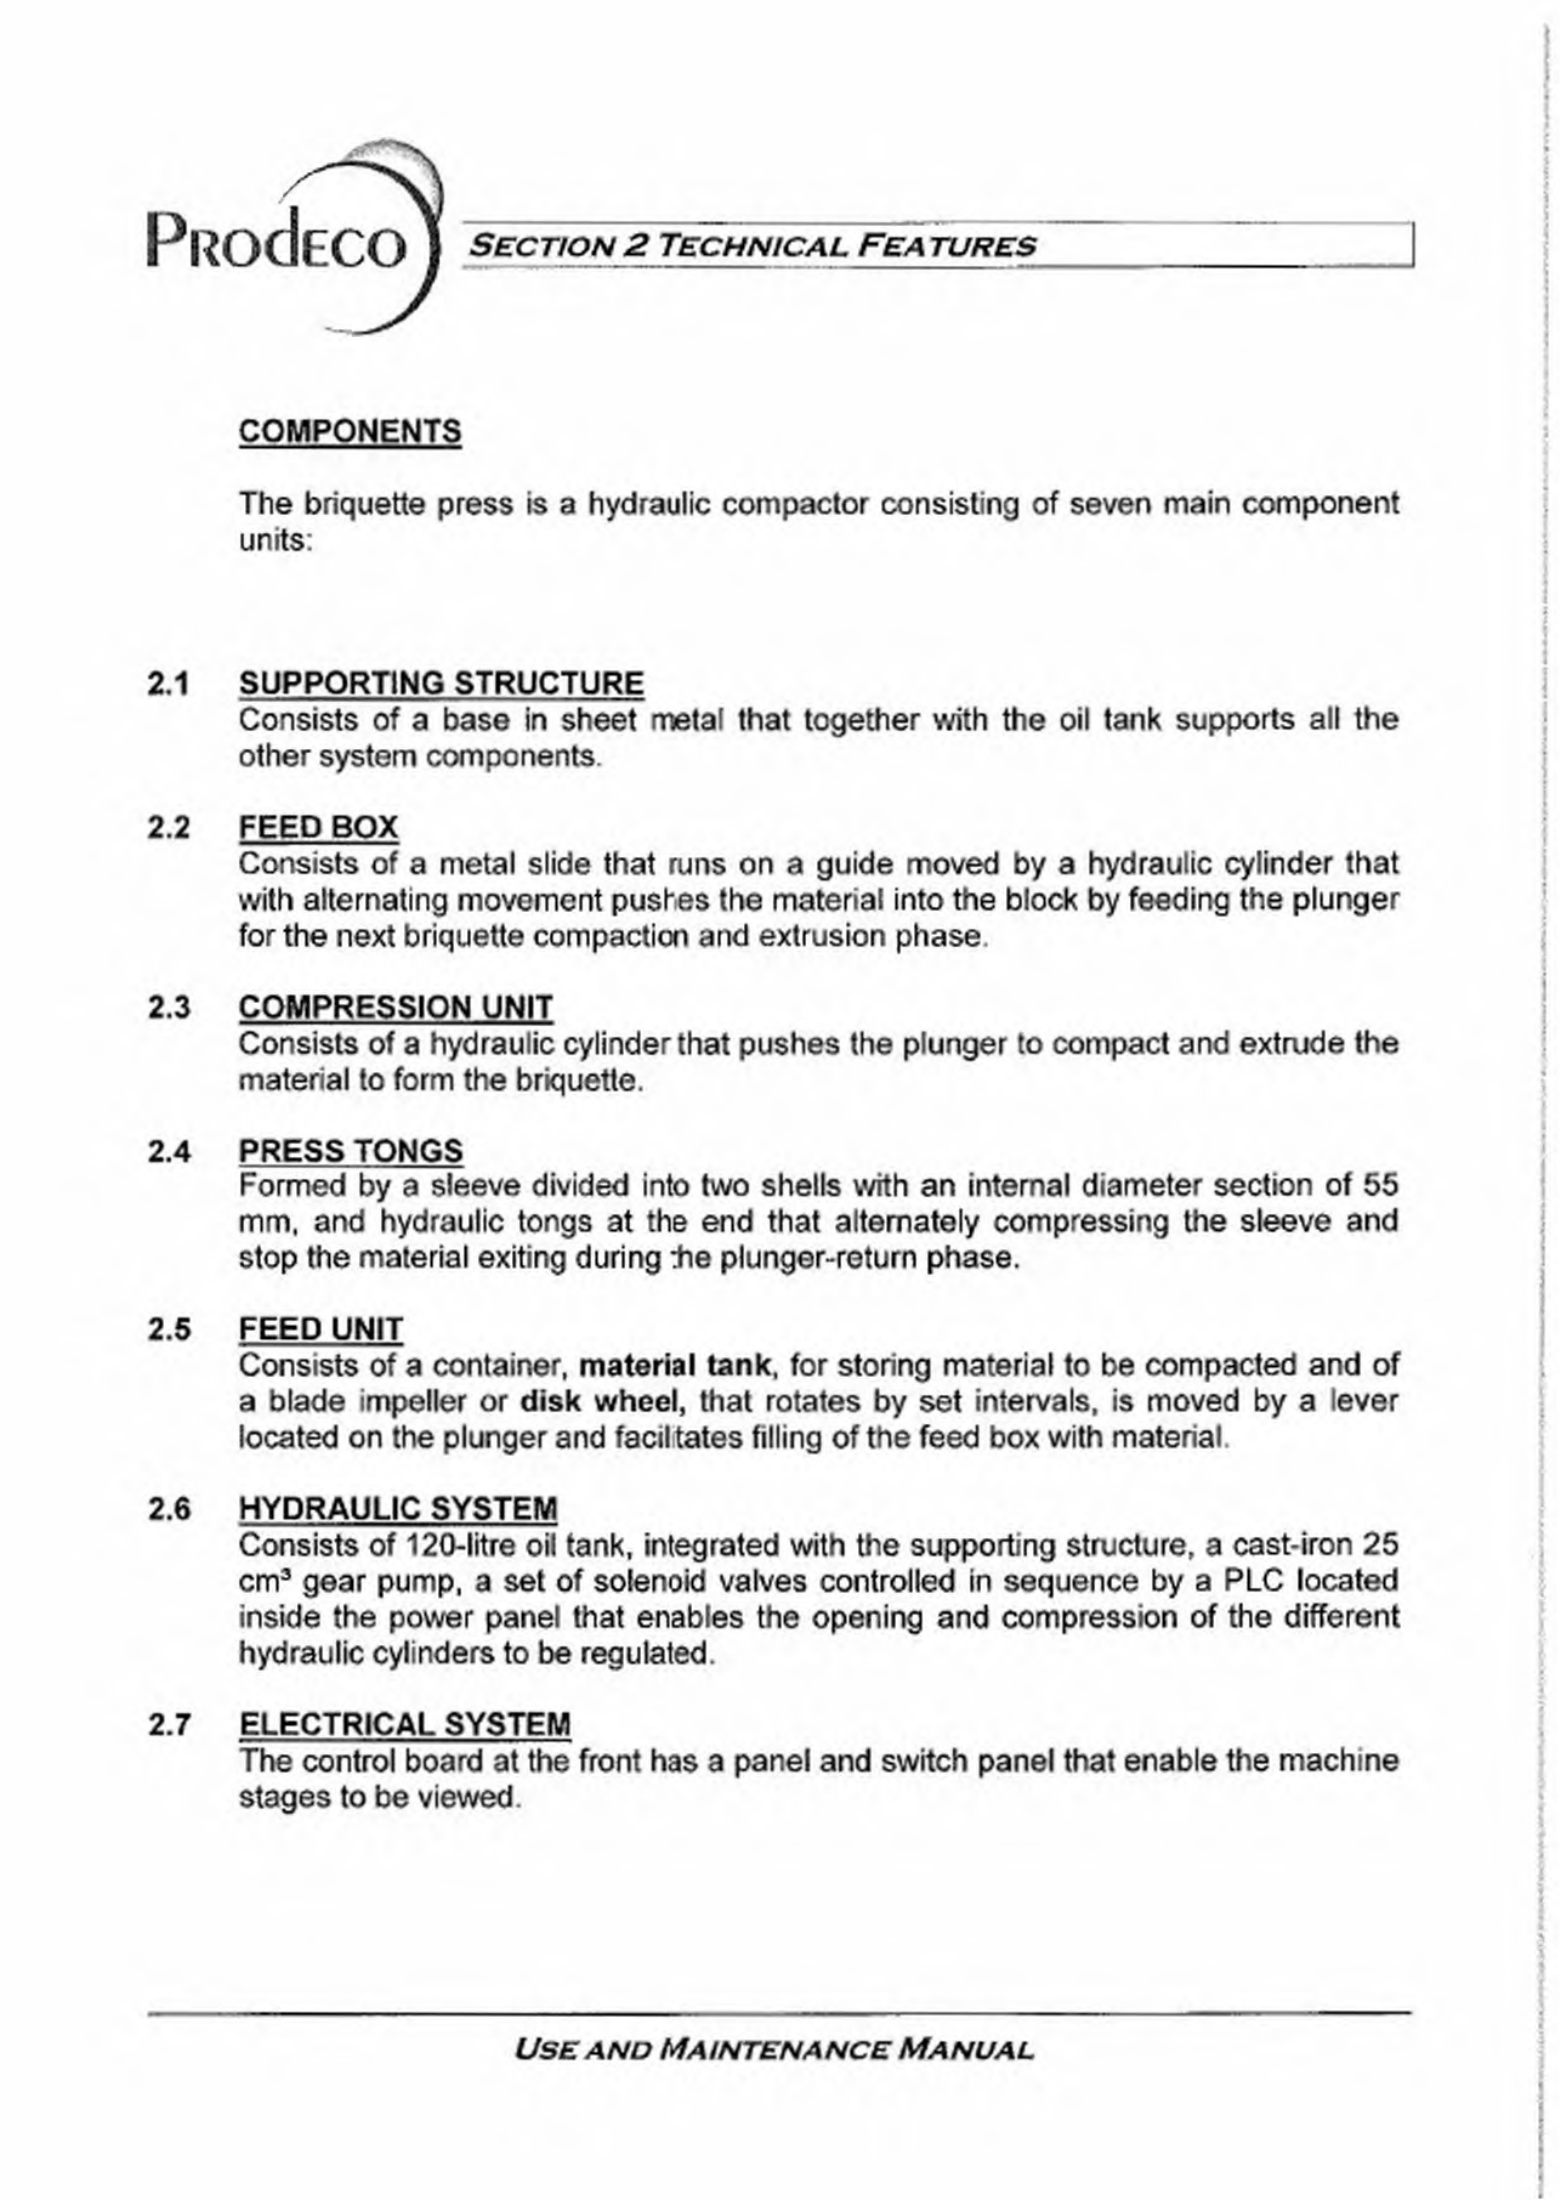 PRODECO
SECTION 2 TECHNICAL FEATURES
COMPONENTS
The briquette press is a hydraulic compactor consisting of seven main component
units:
2.1 SUPPORTING STRUCTURE
Consists of a base in sheet metal that together with the oil tank supports all the
other system components.
2.2 FEED BOX
Consists of a metal slide that runs on a guide moved by a hydraulic cylinder that
with alternating movement pushes the material into the block by feeding the plunger
for the next briquette compaction and extrusion phase.
2.3 COMPRESSION UNIT
Consists of a hydraulic cylinder that pushes the plunger to compact and extrude the
material to form the briquette.
2.4 PRESS TONGS
Formed by a sleeve divided into two shells with an internal diameter section of 55
mm, and hydraulic tongs at the end that alternately compressing the sleeve and
stop the material exiting during the plunger-return phase.
2.5 FEED UNIT
Consists of a container, material tank, for storing material to be compacted and of
a blade impeller or disk wheel, that rotates by set intervals, is moved by a lever
located on the plunger and facilitates filling of the feed box with material.
2.6 HYDRAULIC SYSTEM
Consists of 120-litre oil tank, integrated with the supporting structure, a cast-iron 25
cm³ gear pump, a set of solenoid valves controlled in sequence by a PLC located
inside the power panel that enables the opening and compression of the different
hydraulic cylinders to be regulated.
2.7 ELECTRICAL SYSTEM
The control board at the front has a panel and switch panel that enable the machine
stages to be viewed.
USE AND MAINTENANCE MANUAL